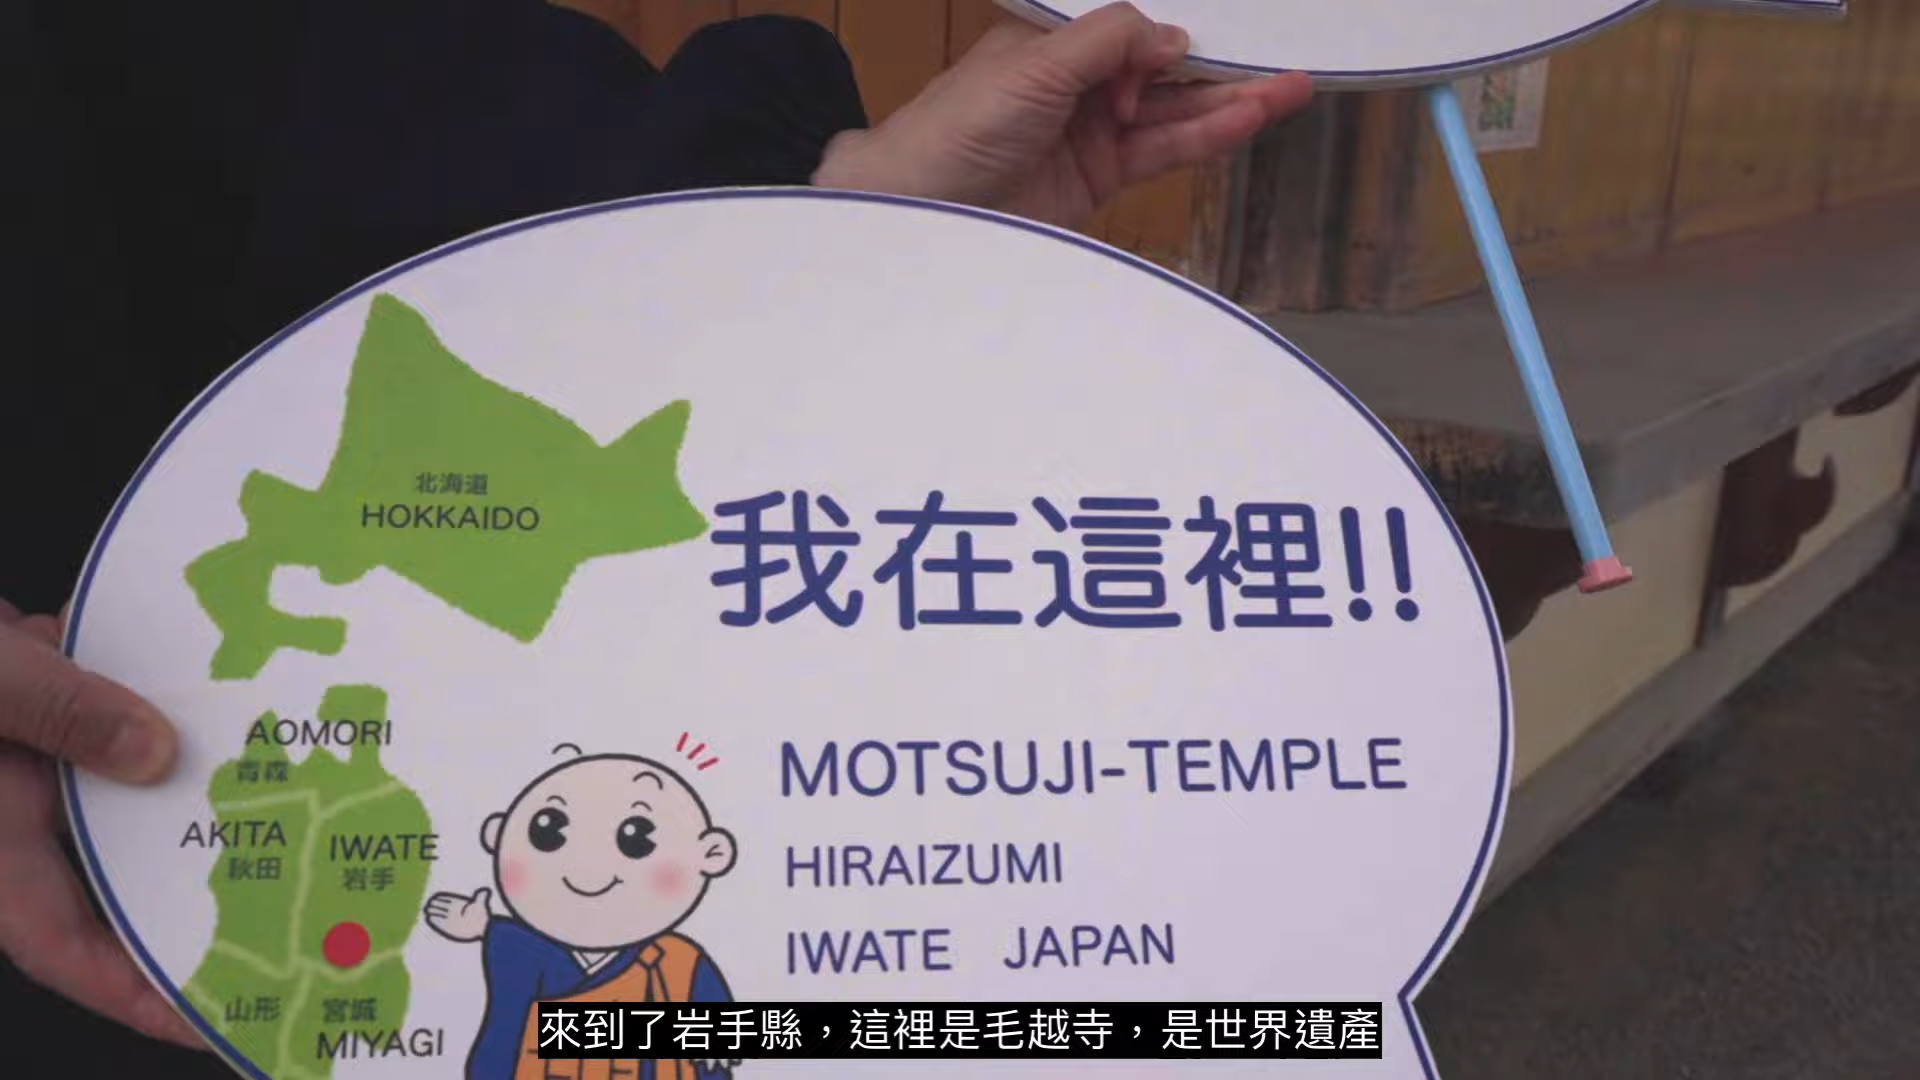 北海道
HOKKAIDO
我在這裡!!
AOMORI
青森
AKITA
秋田
IWATE
岩手
山形
宮城
MIYAGI
MOTSUJI-TEMPLE
HIRAIZUMI
IWATE JAPAN
來到了岩手縣，這裡是毛越寺，是世界遺產